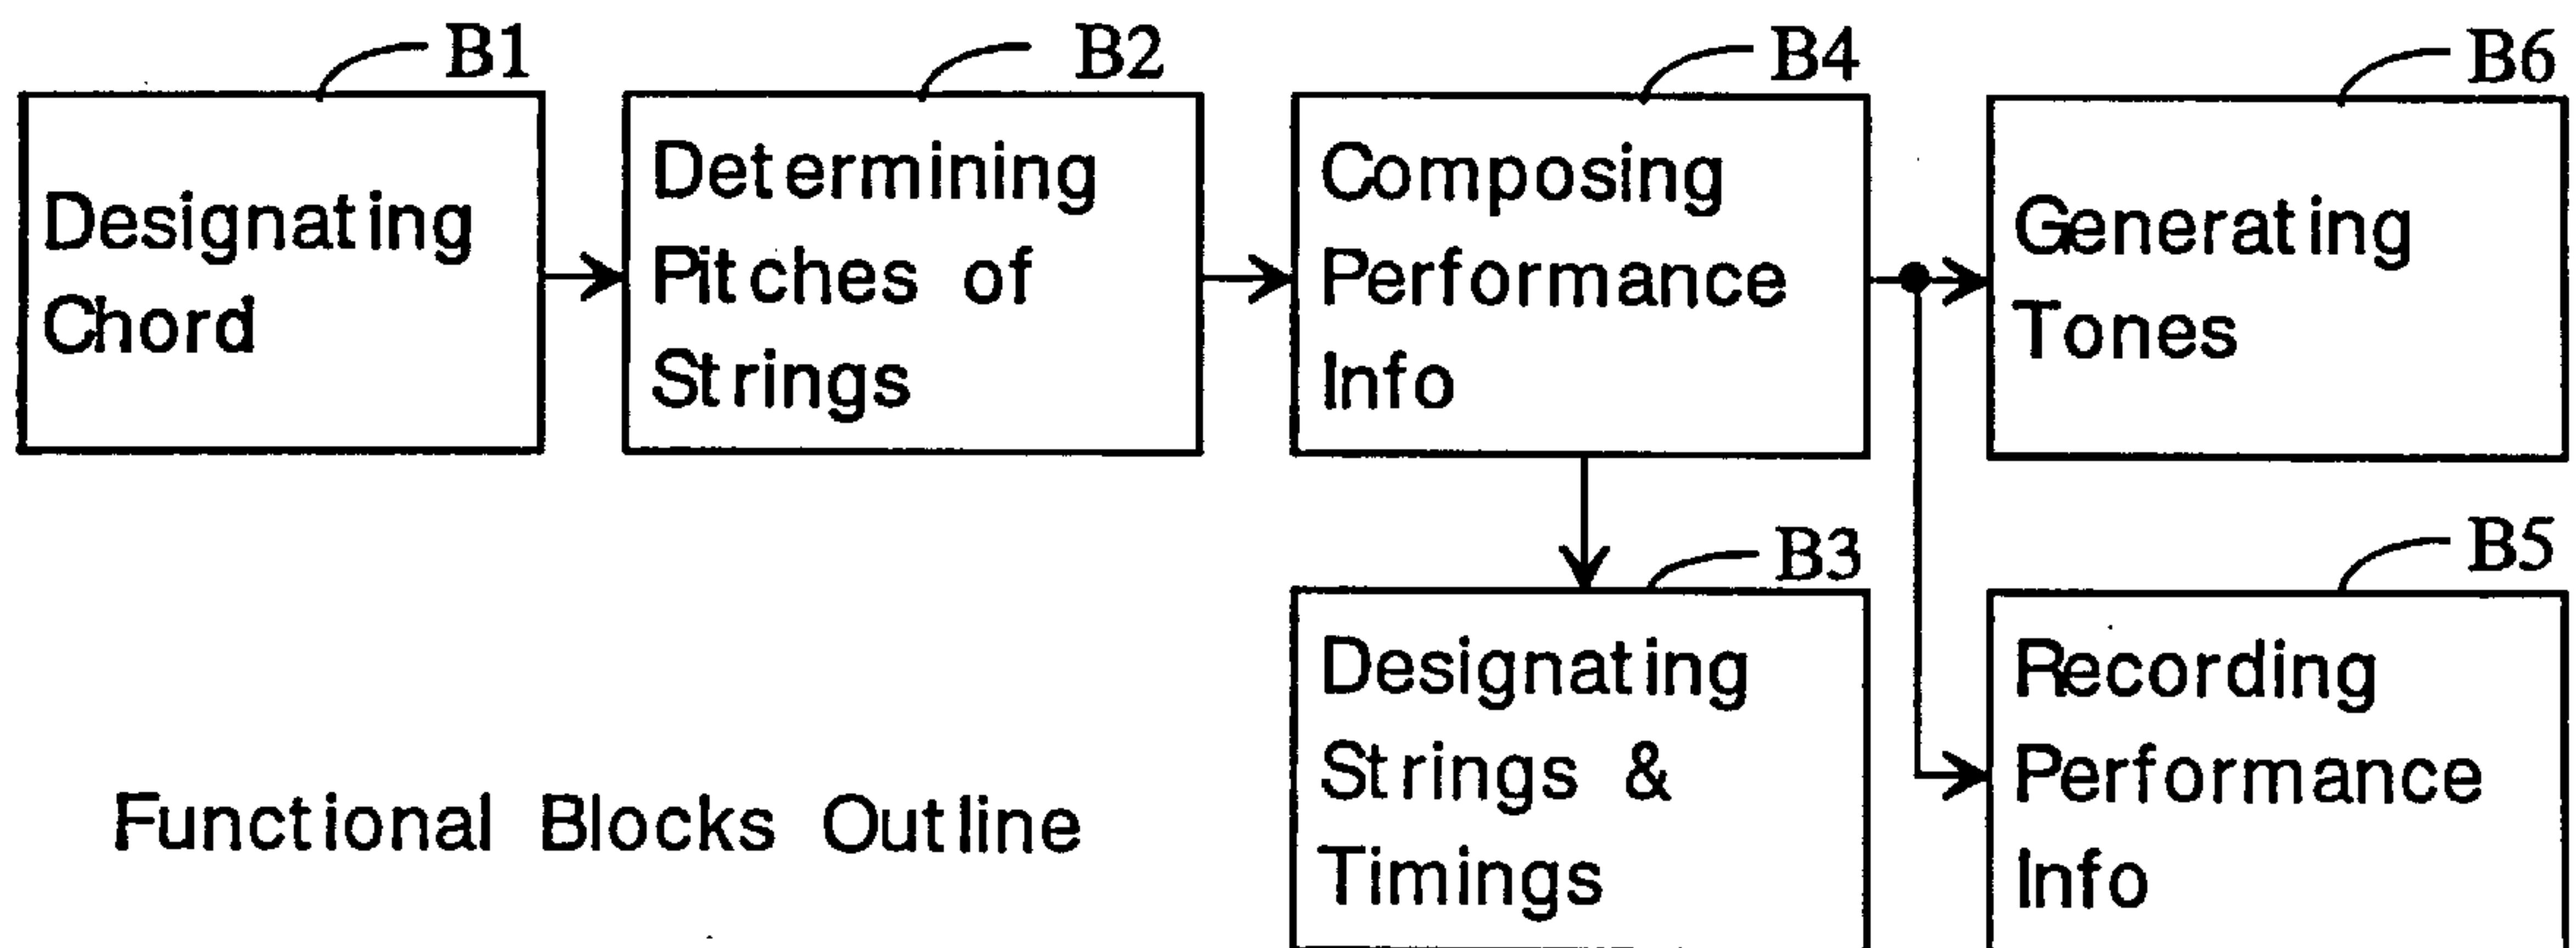 B1
B2
B4
B6
Designating
Chord
Determining
Pitches of
Strings
Composing
Performance
Info
Generating
Tones
B3
B5
Designating
Strings &
Timings
Recording
Performance
Info
Functional Blocks Outline